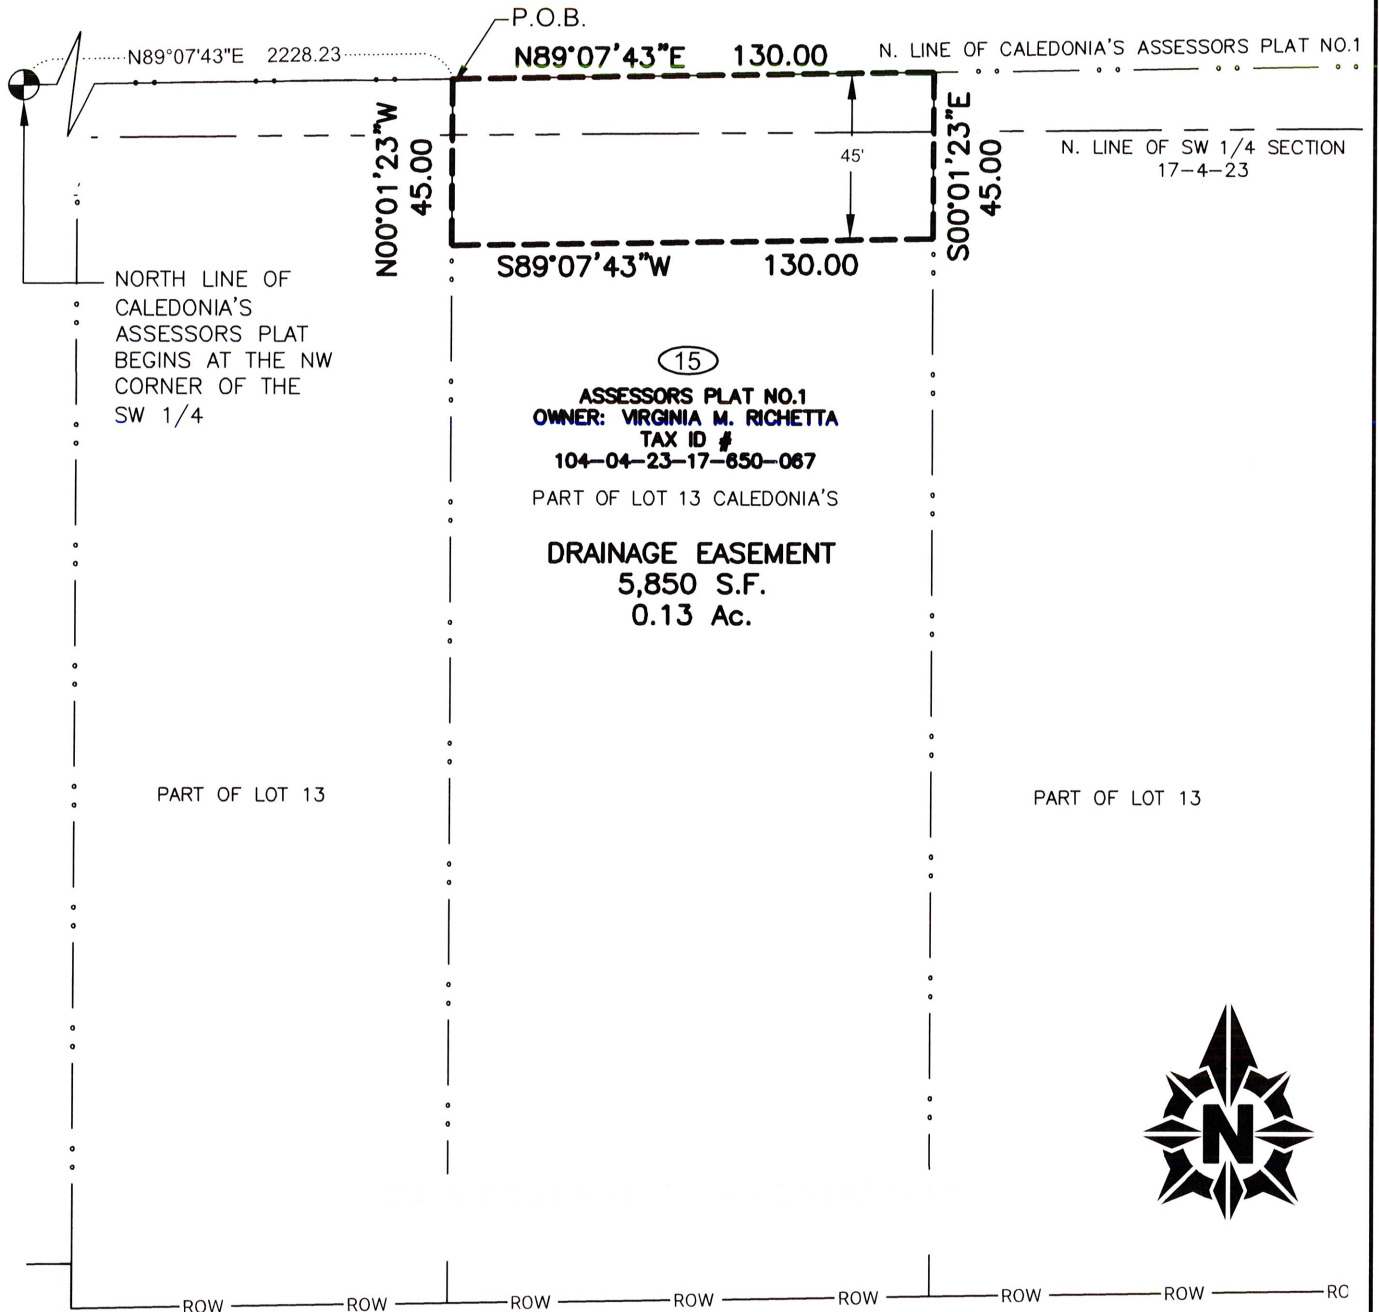 P.O.B.
N89°07'43"E 2228.23
N89°07'43"E 130.00
N. LINE OF CALEDONIA'S ASSESSORS PLAT NO.1
N00°01'23"W
45.00
45'
S00°01'23"E
45.00
N. LINE OF SW 1/4 SECTION
17-4-23
S89°07'43"W 130.00
NORTH LINE OF
CALEDONIA'S
ASSESSORS PLAT
BEGINS AT THE NW
CORNER OF THE
SW 1/4
15
ASSESSORS PLAT NO.1
OWNER: VIRGINIA M. RICHETTA
TAX ID #
104-04-23-17-650-067
PART OF LOT 13 CALEDONIA'S
DRAINAGE EASEMENT
5,850 S.F.
0.13 Ac.
PART OF LOT 13
PART OF LOT 13
N
ROW ROW ROW ROW ROW ROW ROW RO